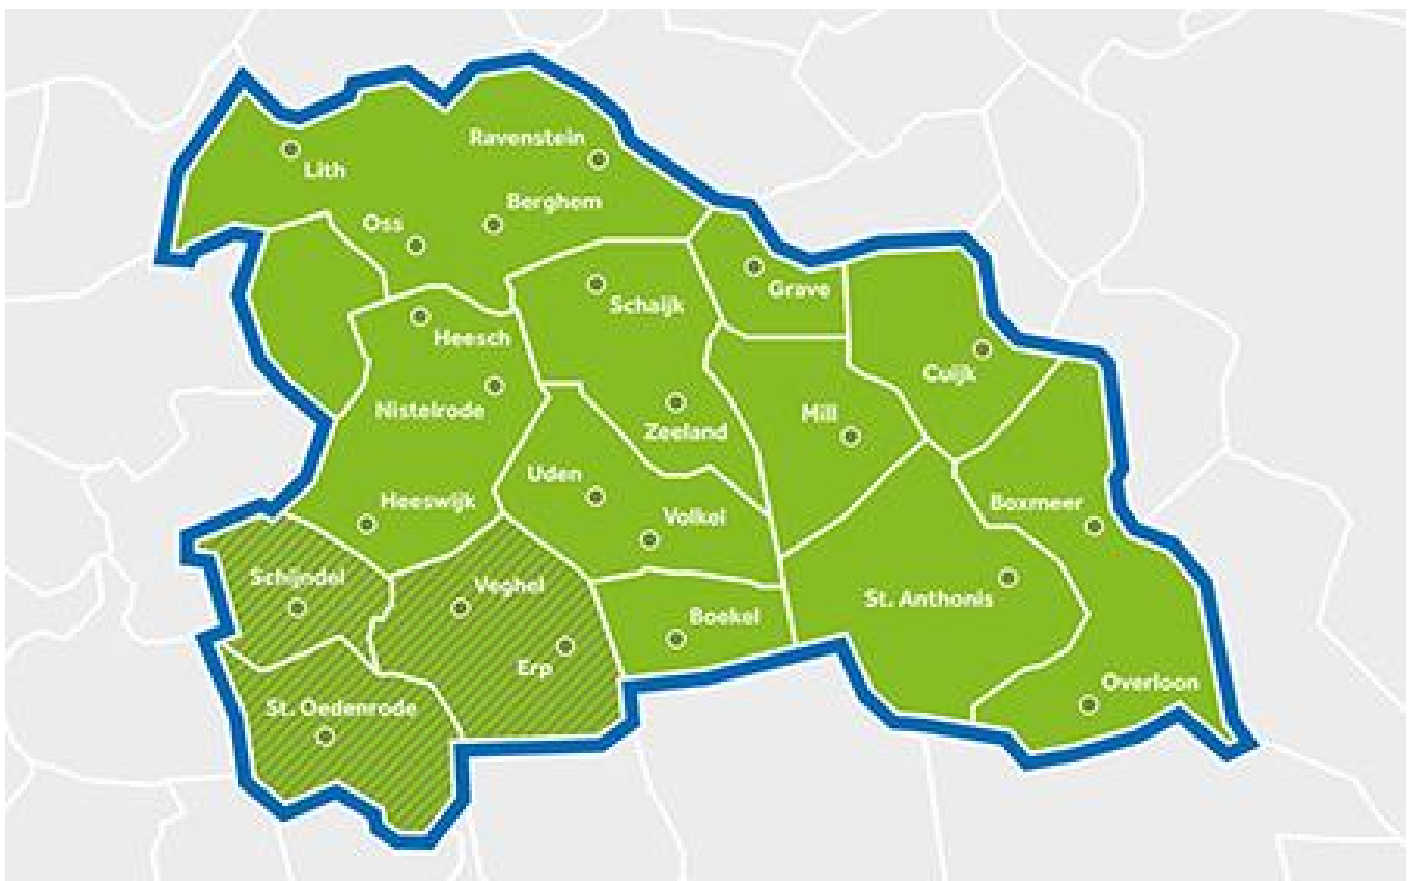 Ravenstein
Lith
Berghem
Oss
Grave
Schaijk
Heesch
Cuijk
Nistelrode
Mill
Zeeland
Uden
Heeswijk
Boxmeer
Volkel
Schijndel
Veghel
St. Anthonis
Boekel
Erp
Overloon
St. Oedenrode